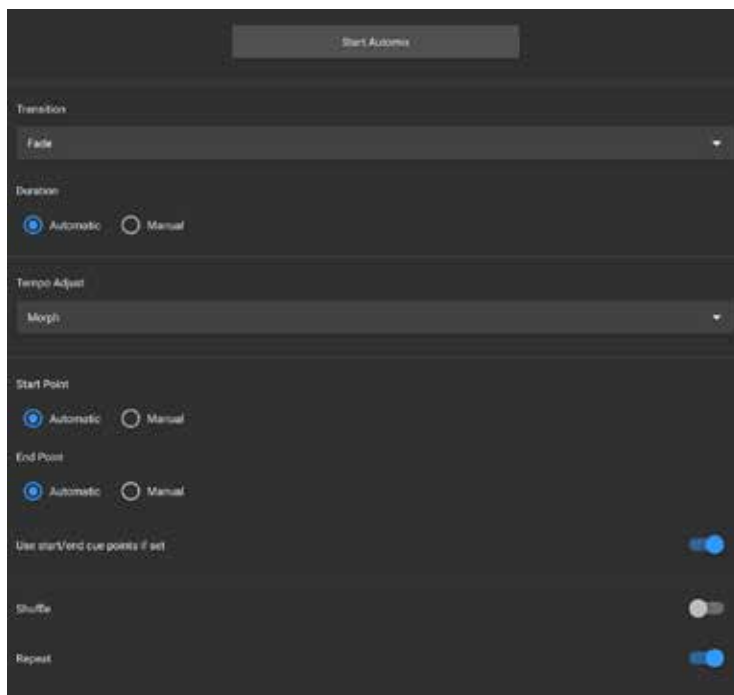 Start Automix
Transition
Fade
Duration
Automatic Manual
Tempo Adjust
Morph
Start Point
Automatic Manual
End Point
Automatic Manual
Use start/end cue points if set
Shuffle
Repeat